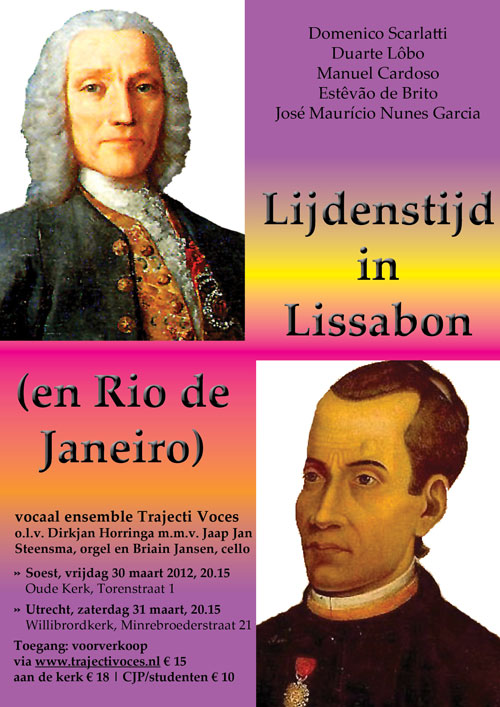 Domenico Scarlatti
Duarte Lôbo
Manuel Cardoso
Estêvão de Brito
José Maurício Nunes Garcia
Lijdenstijd
in
Lissabon
(en Rio de
Janeiro)
vocaal ensemble Trajecti Voces
o.l.v. Dirkjan Horringa m.m.v. Jaap Jan
Steensma, orgel en Briain Jansen, cello
» Soest, vrijdag 30 maart 2012, 20.15
Oude Kerk, Torenstraat 1
» Utrecht, zaterdag 31 maart, 20.15
Willibrordkerk, Minrebroederstraat 21
Toegang: voorverkoop
via www.trajectivoces.nl € 15
aan de kerk € 18 | CJP/studenten € 10